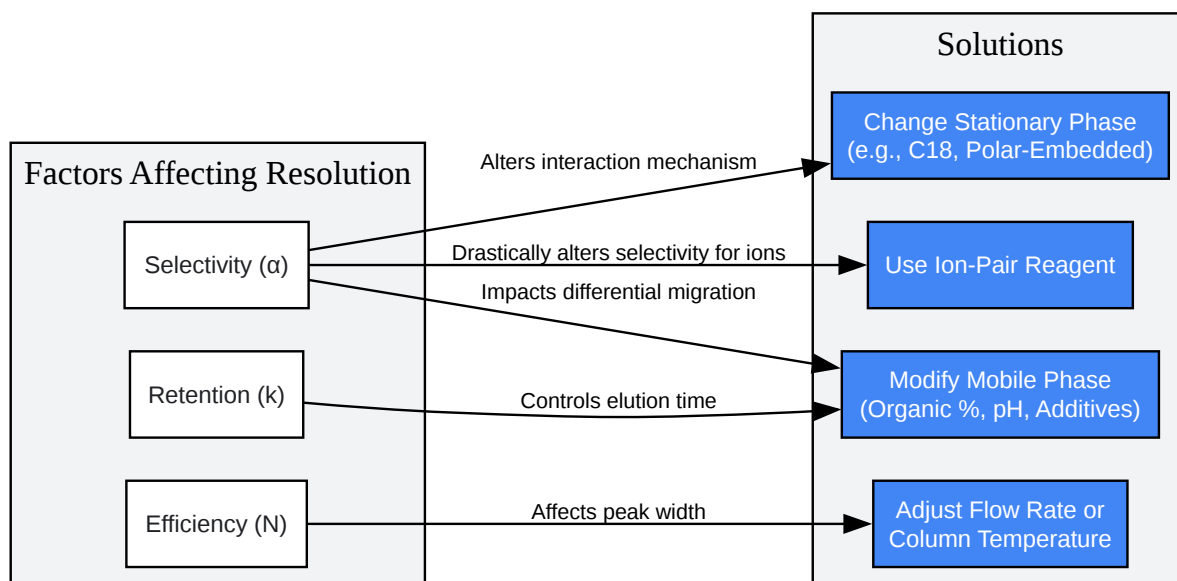 Factors Affecting Resolution
Selectivity (α)
Retention (k)
Efficiency (N)
Alters interaction mechanism
Drastically alters selectivity for ions
Impacts differential migration
Controls elution time
Affects peak width
Solutions
Change Stationary Phase
(e.g., C18, Polar-Embedded)
Use Ion-Pair Reagent
Modify Mobile Phase
(Organic %, pH, Additives)
Adjust Flow Rate or
Column Temperature